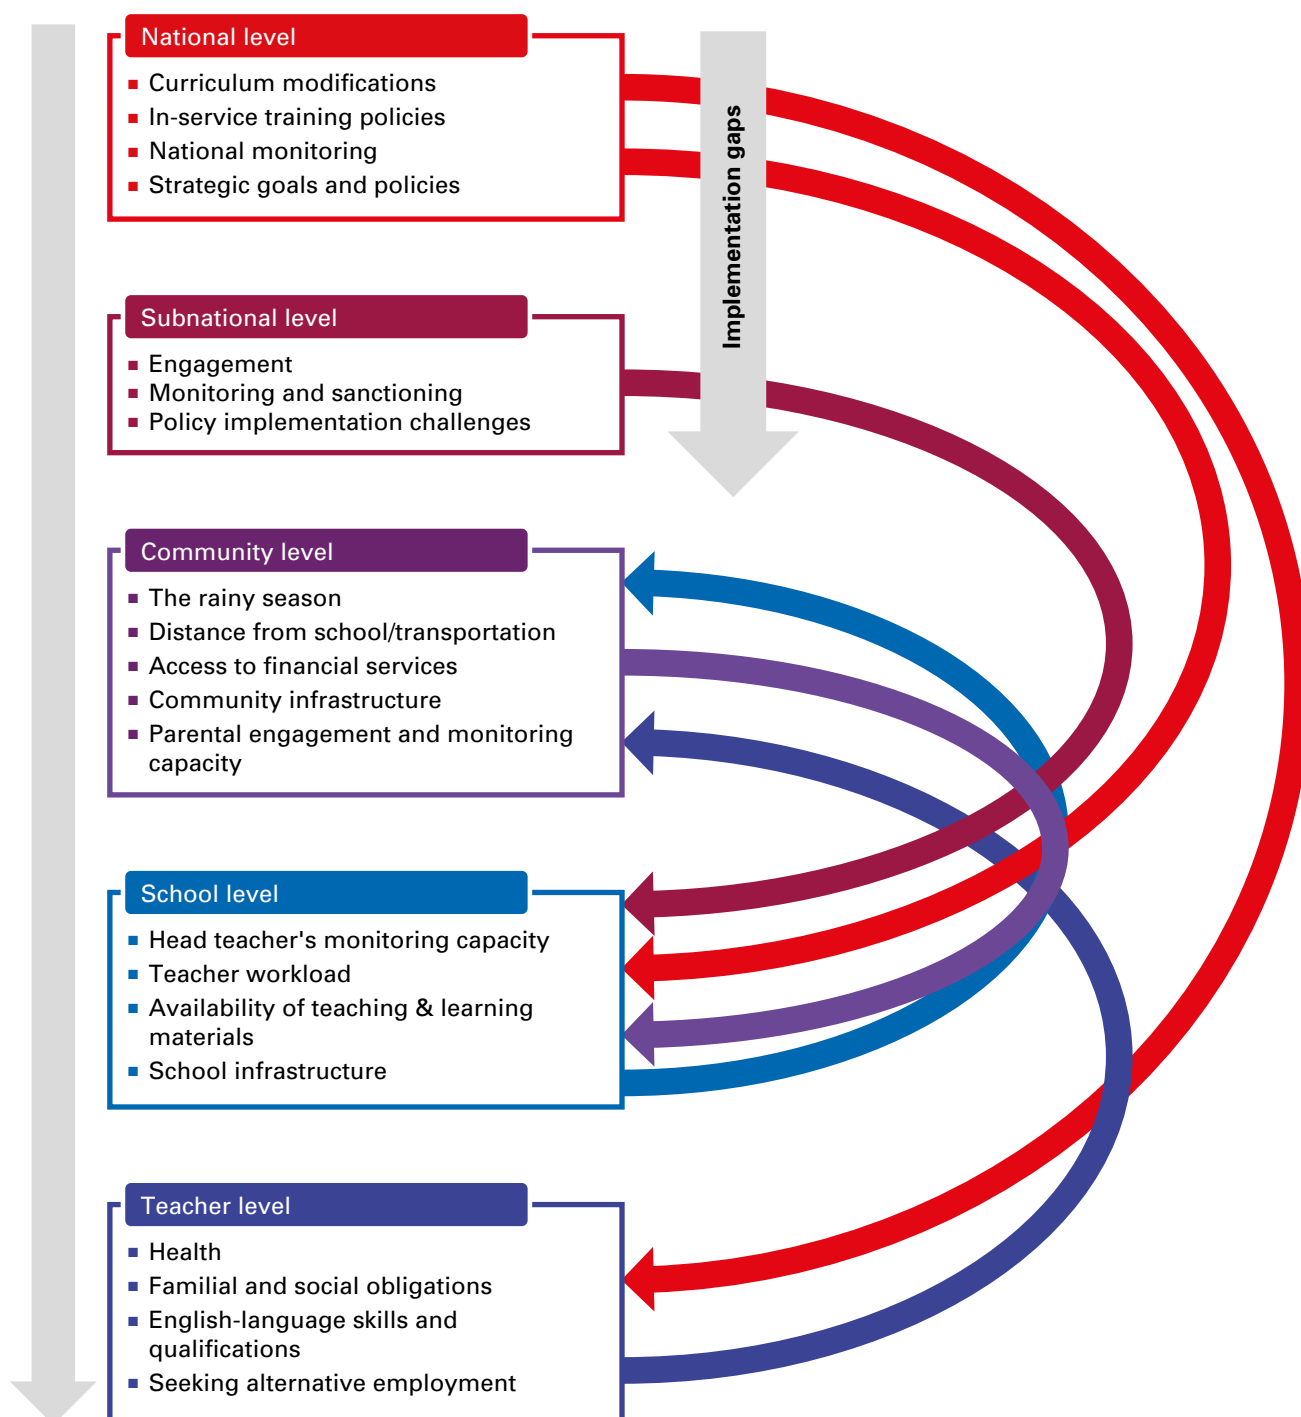 National level
Curriculum modifications
In-service training policies
National monitoring
Strategic goals and policies
Implementation gaps
Subnational level
Engagement
Monitoring and sanctioning
Policy implementation challenges
Community level
The rainy season
Distance from school/transportation
Access to financial services
Community infrastructure
Parental engagement and monitoring
capacity
School level
Head teacher's monitoring capacity
Teacher workload
Availability of teaching & learning
materials
School infrastructure
Teacher level
Health
Familial and social obligations
English-language skills and
qualifications
Seeking alternative employment